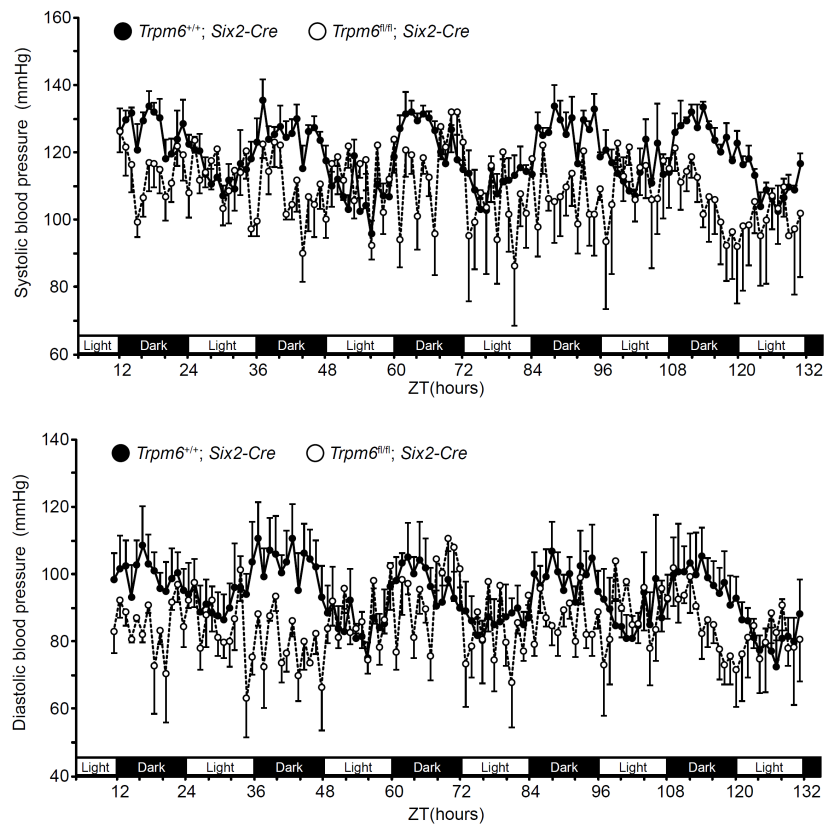 Systolic blood pressure (mmHg)
160
140
120
100
80
60
Trpm6+/+; Six2-Cre Trpm6fl/fl; Six2-Cre
Light Dark Light Dark Light Dark Light Dark Light Dark Light
12 24 36 48 60 72 84 96 108 120 132
ZT(hours)
Diastolic blood pressure (mmHg)
140
120
100
80
60
40
Trpm6+/+; Six2-Cre Trpm6fl/fl; Six2-Cre
Light Dark Light Dark Light Dark Light Dark Light Dark Light
12 24 36 48 60 72 84 96 108 120 132
ZT(hours)